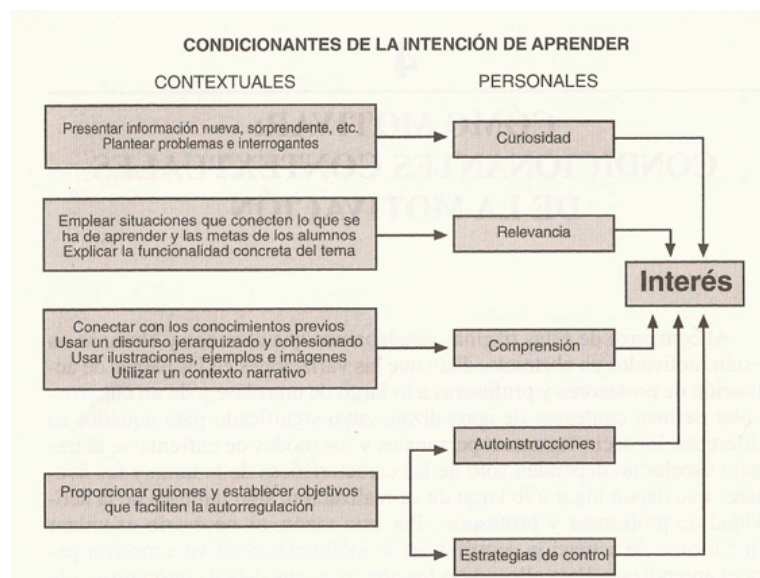 CONDICIONANTES DE LA INTENCIÓN DE APRENDER
CONTEXTUALES
PERSONALES
Presentar información nueva, sorprendente, etc.
Plantear problemas e interrogantes
Curiosidad
Emplear situaciones que conecten lo que se
ha de aprender y las metas de los alumnos
Explicar la funcionalidad concreta del tema
Relevancia
Interés
Conectar con los conocimientos previos
Usar un discurso jerarquizado y cohesionado
Usar ilustraciones, ejemplos e imágenes
Utilizar un contexto narrativo
Comprensión
Autoinstrucciones
Proporcionar guiones y establecer objetivos
que faciliten la autorregulación
Estrategias de control